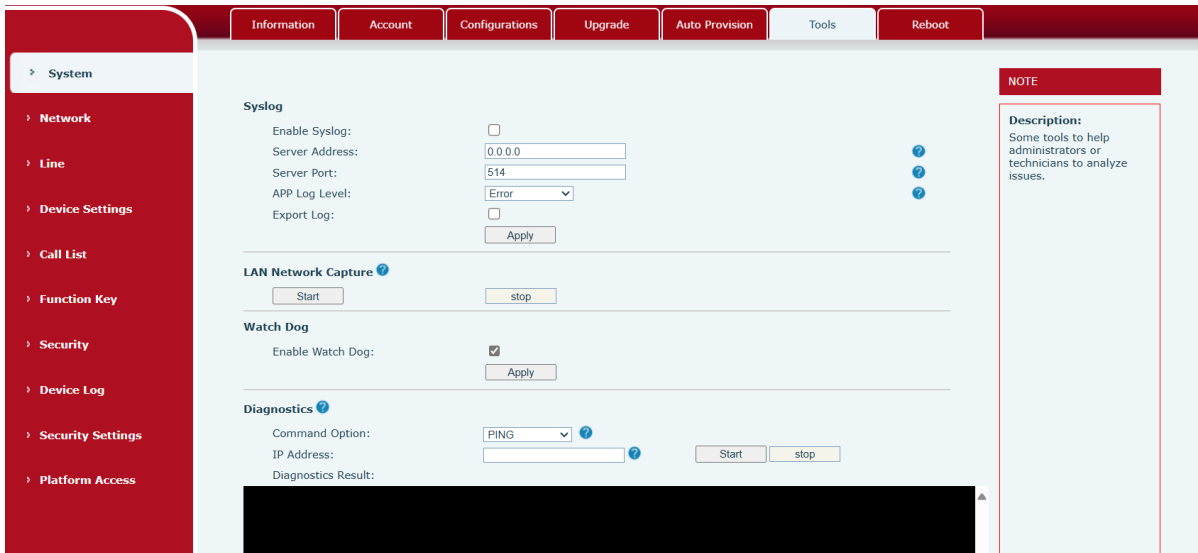 Information
Account
Configurations
Upgrade
Auto Provision
Tools
Reboot
› System
› Network
› Line
› Device Settings
› Call List
› Function Key
› Security
› Device Log
› Security Settings
› Platform Access
Syslog
Enable Syslog:
Server Address: 0.0.0.0 ?
Server Port: 514 ?
APP Log Level: Error ?
Export Log:
Apply
LAN Network Capture ?
Start stop
Watch Dog
Enable Watch Dog:
Apply
Diagnostics ?
Command Option: PING ?
IP Address: ? Start stop
Diagnostics Result:
NOTE
Description:
Some tools to help
administrators or
technicians to analyze
issues.